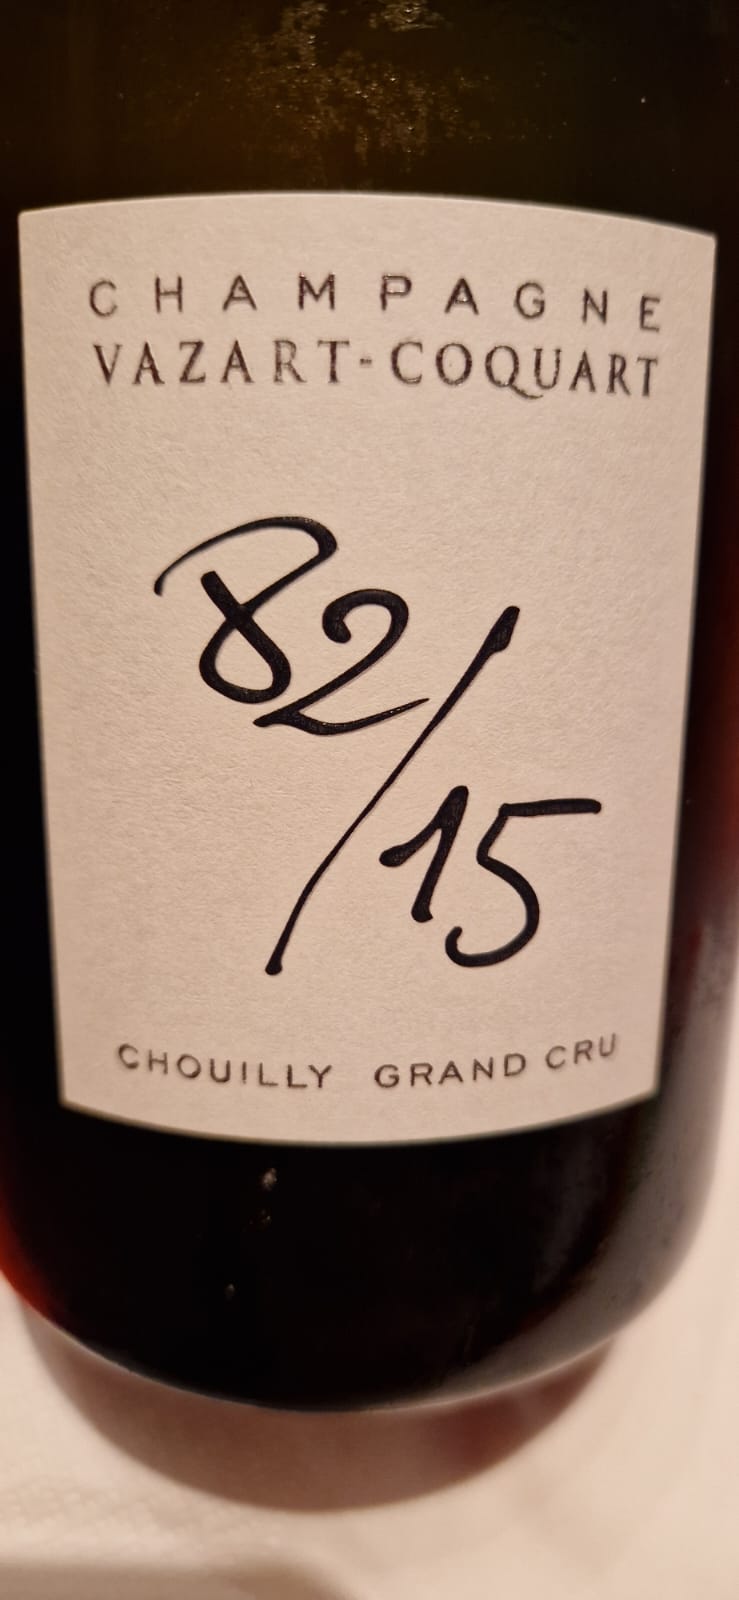 CHAMPAGNE
VAZART-COQUART
82/15
CHOUILLY GRAND CRU